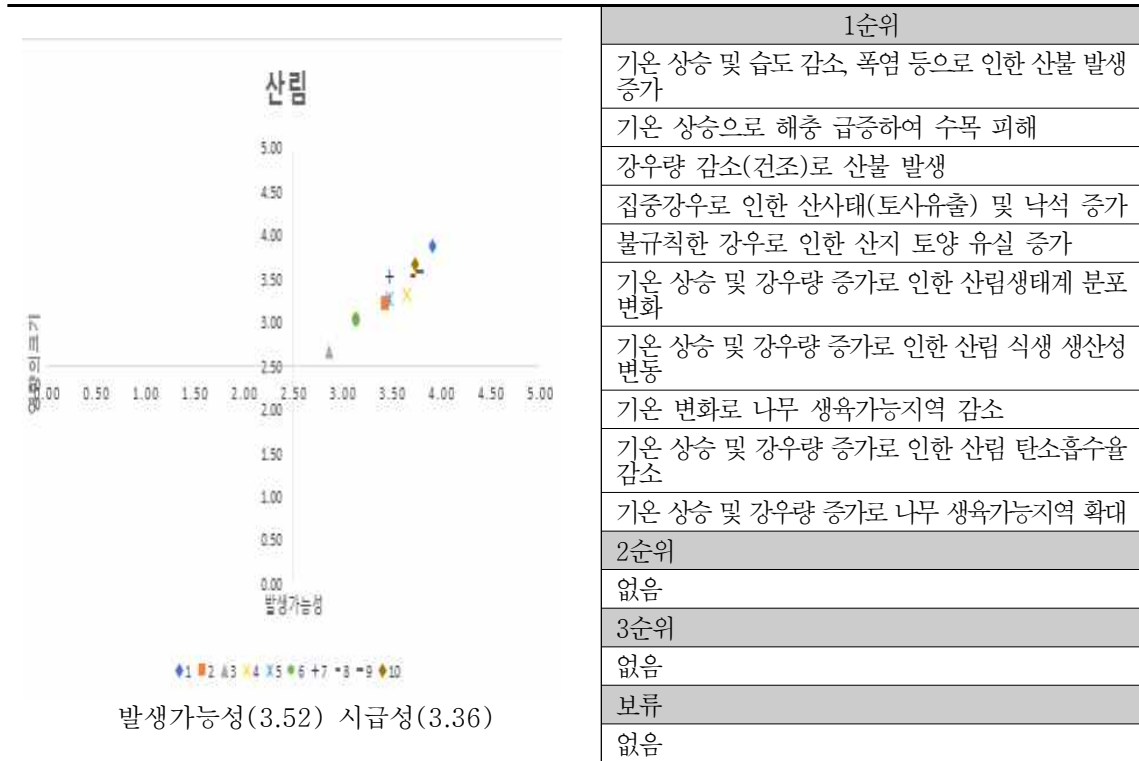 산림
5.00
4.50
4.00
3.50
3.00
2.50
0.00 0.50 1.00 1.50 2.00 2.50 3.00 3.50 4.00 4.50 5.00
2.00
1.50
1.00
0.50
0.00
영향의크기
발생가능성
1 2 3 4 5 6 7 8 9 10
발생가능성(3.52) 시급성(3.36)
1순위
기온 상승 및 습도 감소, 폭염 등으로 인한 산불 발생
증가
기온 상승으로 해충 급증하여 수목 피해
강우량 감소(건조)로 산불 발생
집중강우로 인한 산사태(토사유출) 및 낙석 증가
불규칙한 강우로 인한 산지 토양 유실 증가
기온 상승 및 강우량 증가로 인한 산림생태계 분포
변화
기온 상승 및 강우량 증가로 인한 산림 식생 생산성
변동
기온 변화로 나무 생육가능지역 감소
기온 상승 및 강우량 증가로 인한 산림 탄소흡수율
감소
기온 상승 및 강우량 증가로 나무 생육가능지역 확대
2순위
없음
3순위
없음
보류
없음